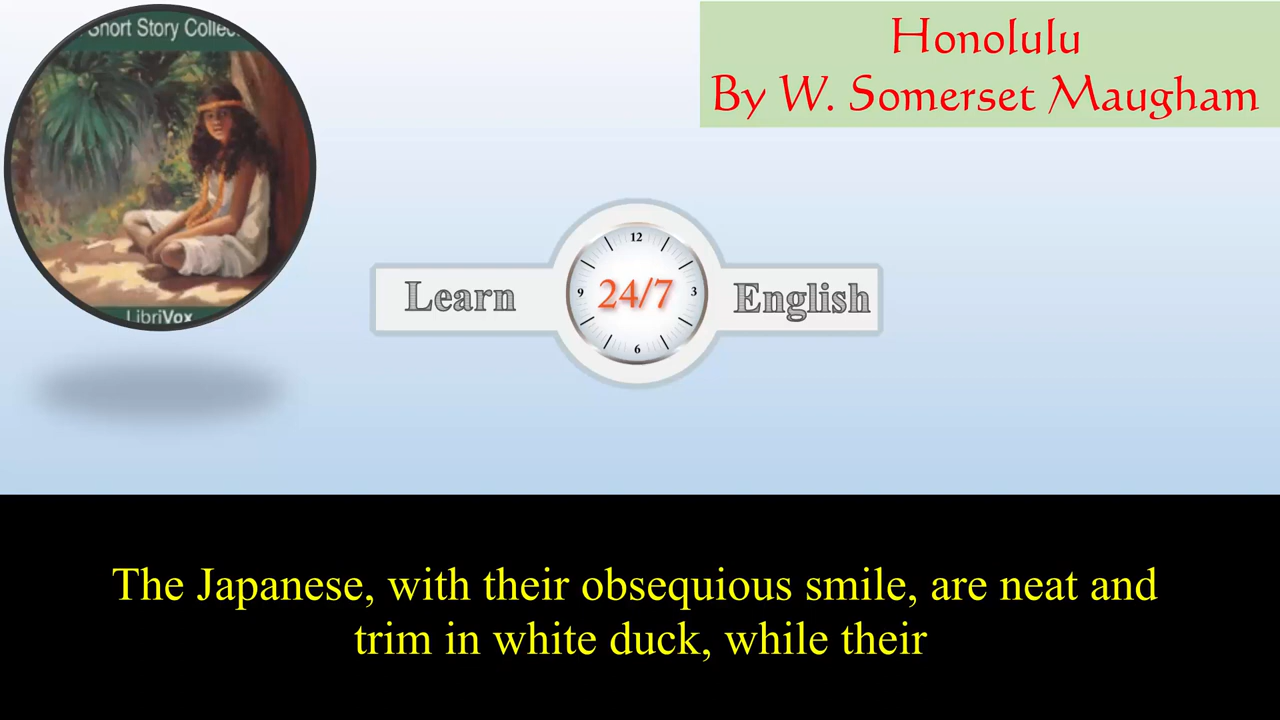 Short Story Collec
LibriVox
Honolulu
By W. Somerset Maugham
Learn
24/7
English
12
3
6
9
The Japanese, with their obsequious smile, are neat and
trim in white duck, while their